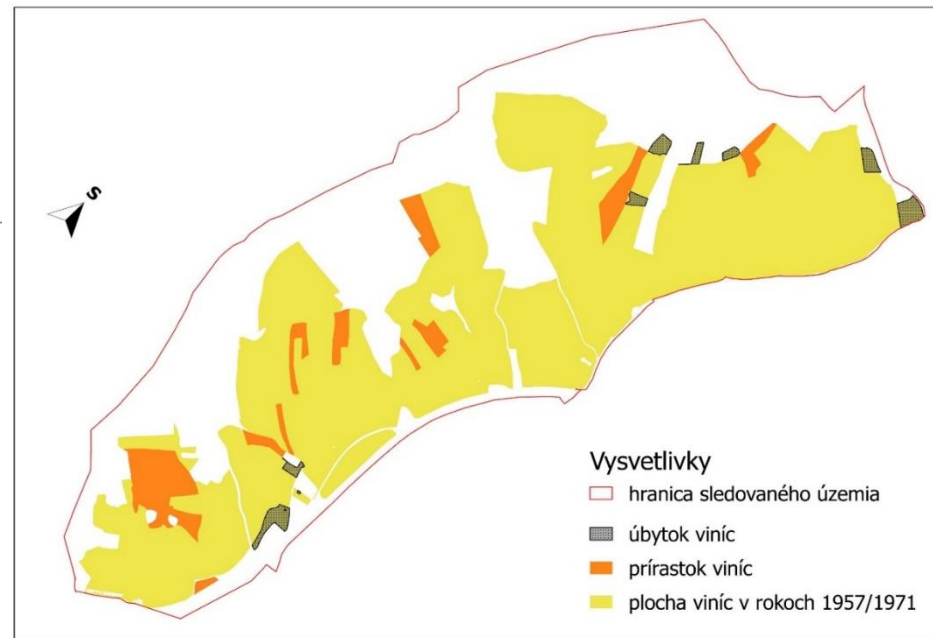 S
Vysvetlivky
hranica sledovaného územia
úbytok viníc
prírastok viníc
plocha viníc v rokoch 1957/1971